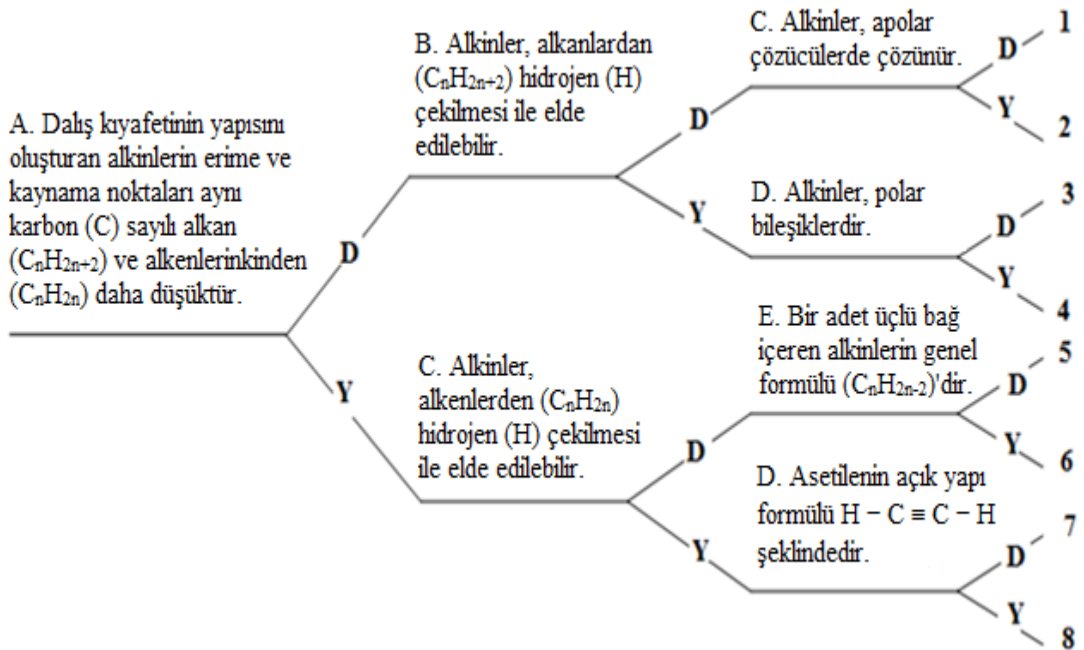 A. Dalış kıyafetinin yapısını
oluşturan alkinlerin erime ve
kaynama noktaları aynı
karbon (C) sayılı alkan
(CₙH₂ₙ₊₂) ve alkenlerinkinden
(CₙH₂ₙ) daha düşüktür.
D
Y
B. Alkinler, alkanlardan
(CₙH₂ₙ₊₂) hidrojen (H)
çekilmesi ile elde
edilebilir.
D
Y
C. Alkinler,
alkenlerden (CₙH₂ₙ)
hidrojen (H) çekilmesi
ile elde edilebilir.
D
Y
C. Alkinler, apolar
çözücülerde çözünür.
D 1
Y 2
D. Alkinler, polar
bileşiklerdir.
D 3
Y 4
E. Bir adet üçlü bağ
içeren alkinlerin genel
formülü (CₙH₂ₙ₋₂)'dir.
D 5
Y 6
D. Asetilenin açık yapı
formülü H − C ≡ C − H
şeklindedir.
D 7
Y 8